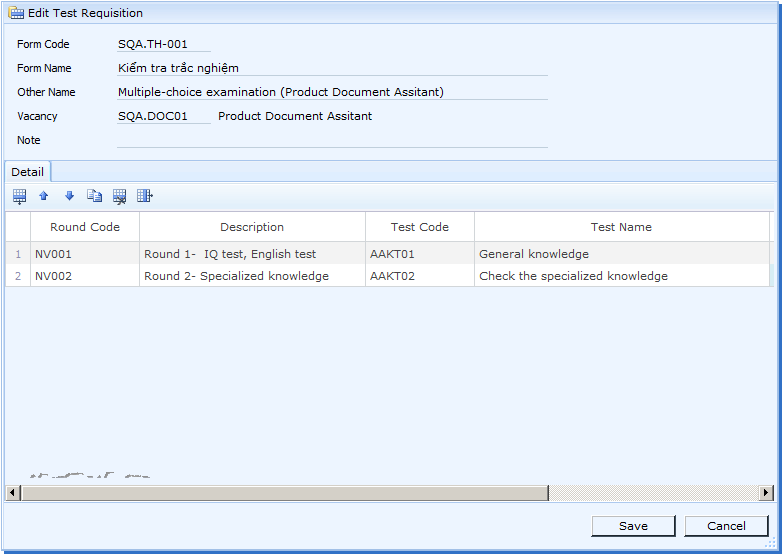 Edit Test Requisition
Form Code SQA.TH-001
Form Name Kiểm tra trắc nghiệm
Other Name Multiple-choice examination (Product Document Assitant)
Vacancy SQA.DOC01 Product Document Assitant
Note
Detail
Round Code Description Test Code Test Name
1 NV001 Round 1- IQ test, English test AAKT01 General knowledge
2 NV002 Round 2- Specialized knowledge AAKT02 Check the specialized knowledge
Save Cancel